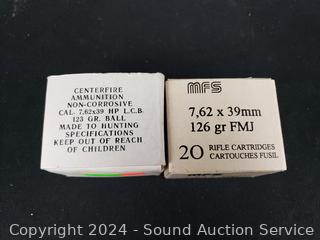 CENTERFIRE
AMMUNITION
NON-CORROSIVE
CAL. 7,62x39 HP L.C.B.
123 GR. BALL
MADE TO HUNTING
SPECIFICATIONS
KEEP OUT OF REACH
OF CHILDREN
MFS
7,62 x 39mm
126 gr FMJ
20 RIFLE CARTRIDGES
CARTOUCHES FUSIL
Copyright 2024 - Sound Auction Service